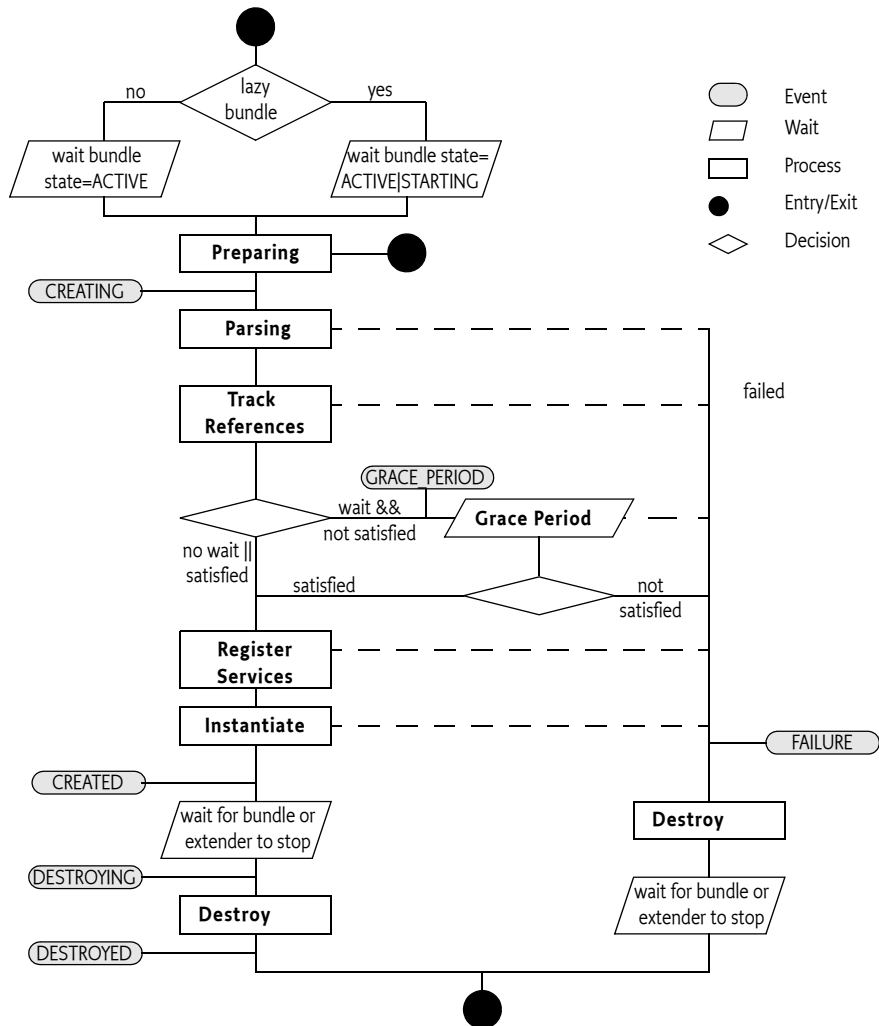 lazy
bundle
no
yes
wait bundle
state=ACTIVE
wait bundle state=
ACTIVE|STARTING
Event
Wait
Process
Entry/Exit
Decision
Preparing
CREATING
Parsing
Track
References
failed
GRACE_PERIOD
wait &&
not satisfied
Grace Period
no wait ||
satisfied
satisfied
not
satisfied
Register
Services
Instantiate
FAILURE
CREATED
wait for bundle or
extender to stop
Destroy
DESTROYING
wait for bundle or
extender to stop
Destroy
DESTROYED